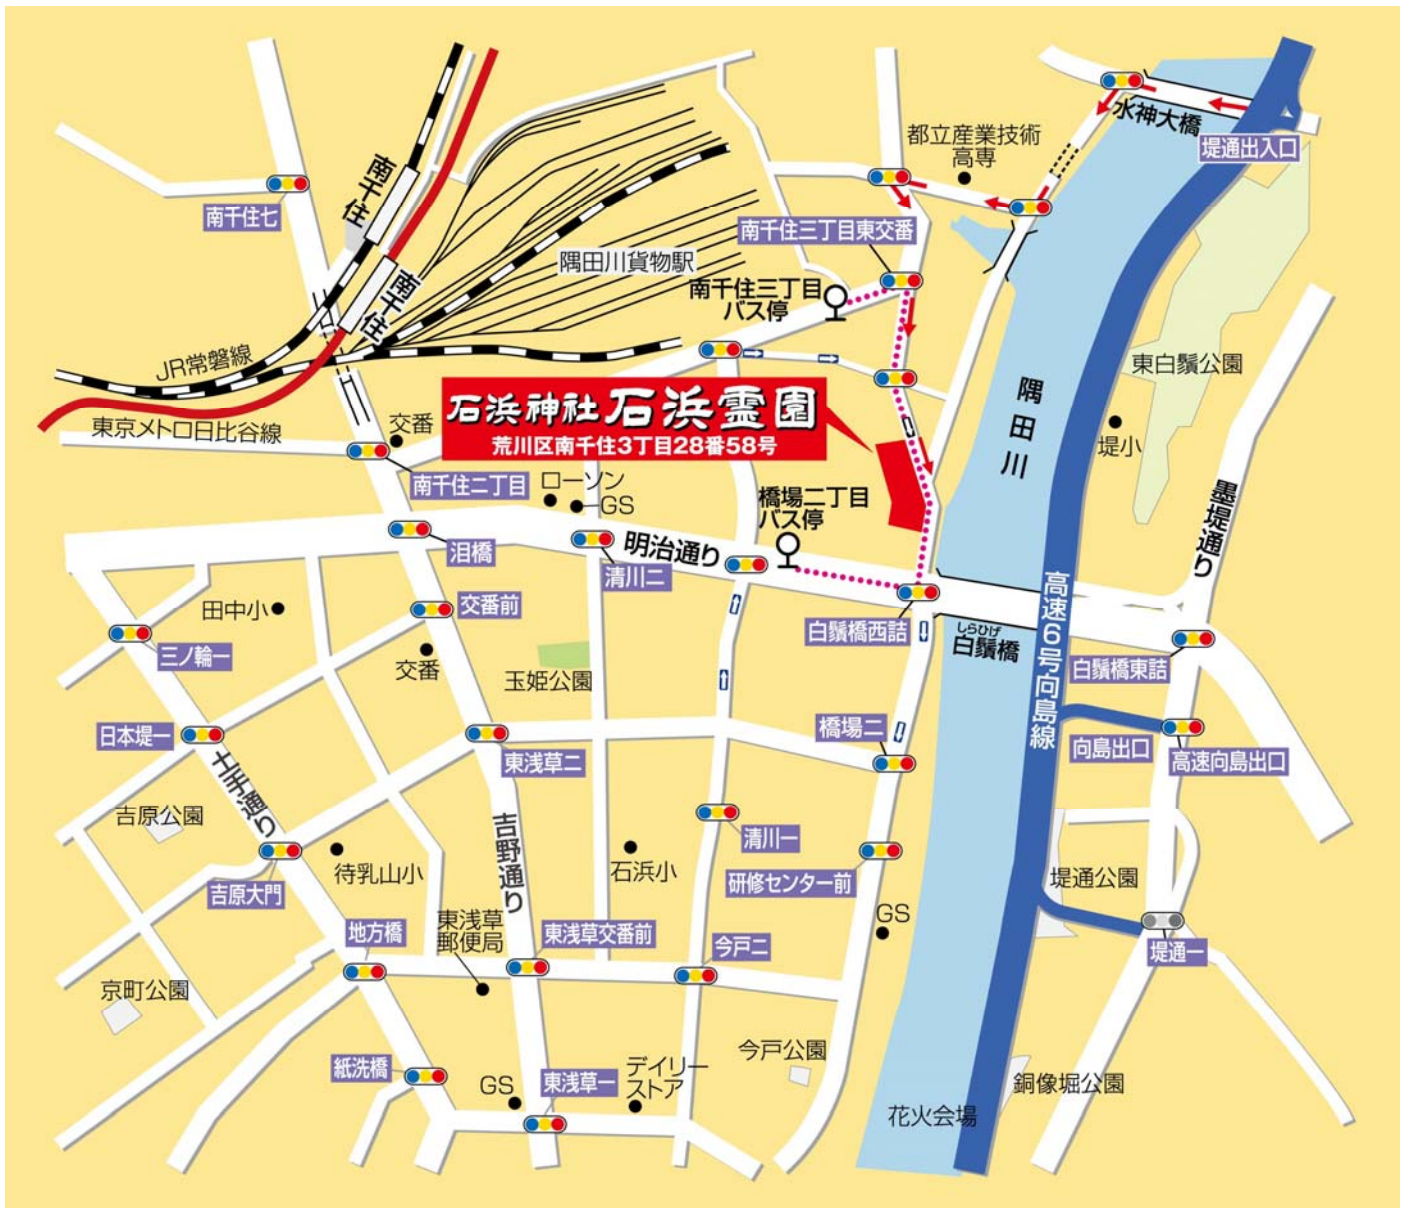 水神大橋
堤通出入口
都立産業技術
高専
南千住
南千住七
南千住三丁目東交番
南千住
隅田川貨物駅
南千住三丁目
バス停
JR常磐線
東白鬚公園
隅田川
石浜神社 石浜霊園
荒川区南千住3丁目28番58号
東京メトロ日比谷線
交番
堤小
南千住二丁目
ローソン
GS
橋場二丁目
バス停
墨堤通り
泪橋
清川二
明治通り
高速6号向島線
田中小
交番前
白鬚橋西詰
しらひげ
白鬚橋
三ノ輪一
交番
玉姫公園
白鬚橋東詰
日本堤一
東浅草二
橋場二
向島出口
高速向島出口
土手通り
吉原公園
吉野通り
清川一
待乳山小
石浜小
研修センター前
堤通公園
吉原大門
地方橋
東浅草
郵便局
東浅草交番前
今戸二
GS
堤通一
京町公園
紙洗橋
GS
東浅草一
デイリー
ストア
今戸公園
銅像堀公園
花火会場